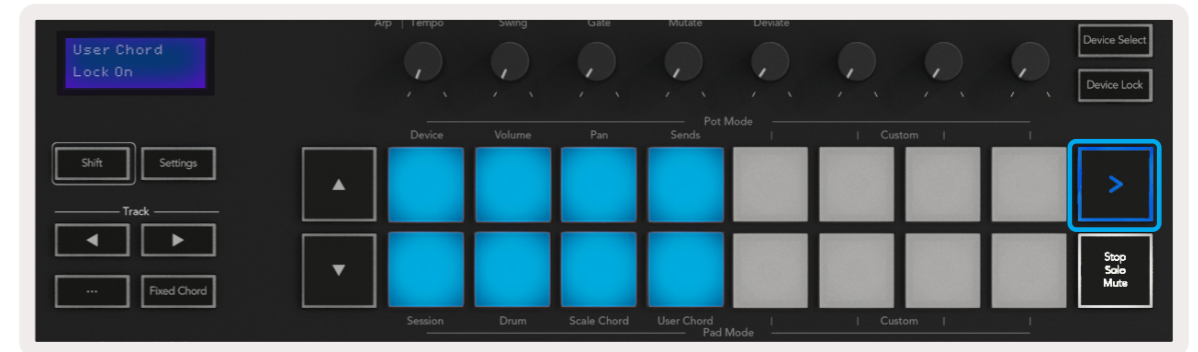 Arp | Tempo Swing Gate Mutate Deviate
User Chord
Lock On
Device Select
Device Lock
Pot Mode
Device Volume Pan Sends | | Custom | |
Shift Settings
▲
>
Track
◀ ▶
▼
Stop
Solo
Mute
... Fixed Chord
Session Drum Scale Chord User Chord | | Custom | |
Pad Mode